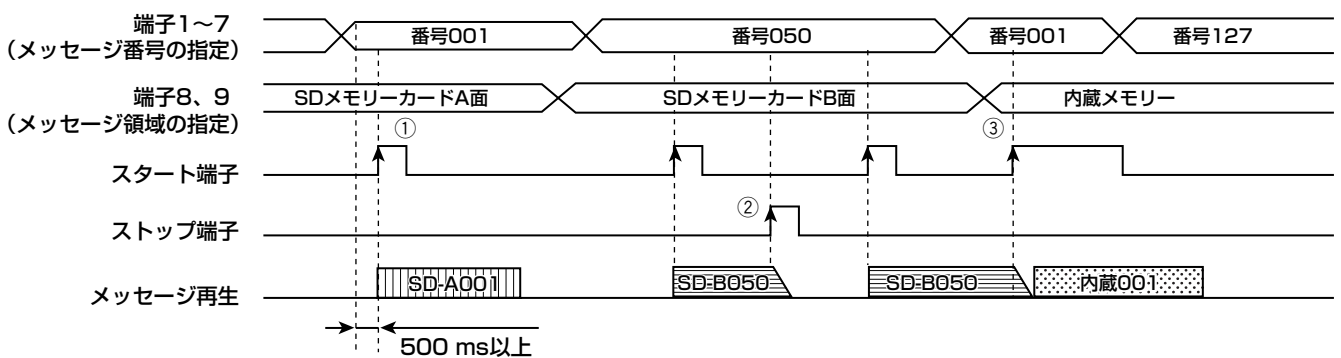 端子1〜7
(メッセージ番号の指定)
番号001
番号050
番号001
番号127
端子8、9
(メッセージ領域の指定)
SDメモリーカードA面
SDメモリーカードB面
内蔵メモリー
①
③
スタート端子
②
ストップ端子
メッセージ再生
SD-A001
SD-B050
SD-B050
内蔵001
500 ms以上